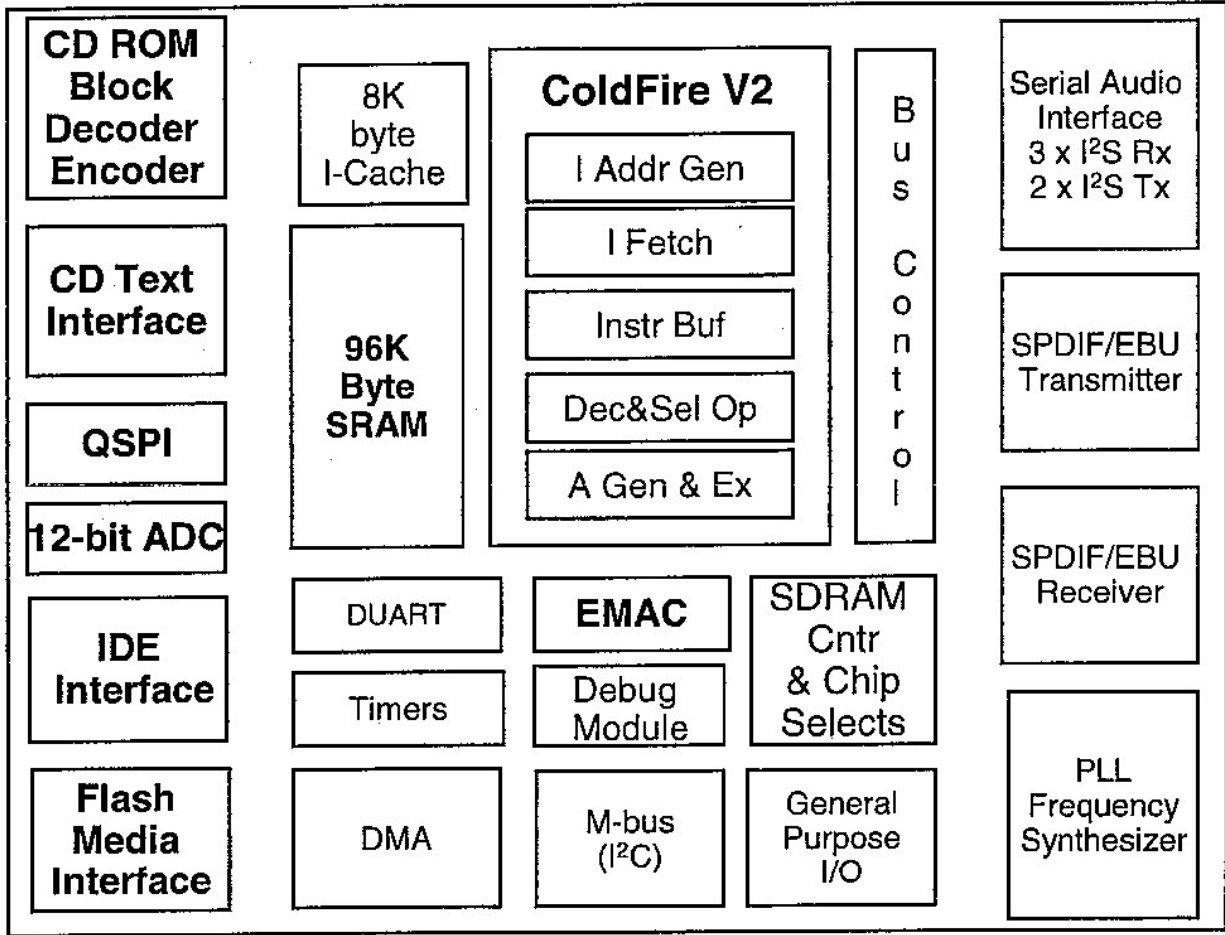 CD ROM
Block
Decoder
Encoder
CD Text
Interface
QSPI
12-bit ADC
IDE
Interface
Flash
Media
Interface
8K
byte
I-Cache
96K
Byte
SRAM
DUART
Timers
DMA
ColdFire V2
I Addr Gen
I Fetch
Instr Buf
Dec&Sel Op
A Gen & Ex
EMAC
Debug
Module
M-bus
(I²C)
Bus Control
SDRAM
Cntr
& Chip
Selects
General
Purpose
I/O
Serial Audio
Interface
3 x I²S Rx
2 x I²S Tx
SPDIF/EBU
Transmitter
SPDIF/EBU
Receiver
PLL
Frequency
Synthesizer